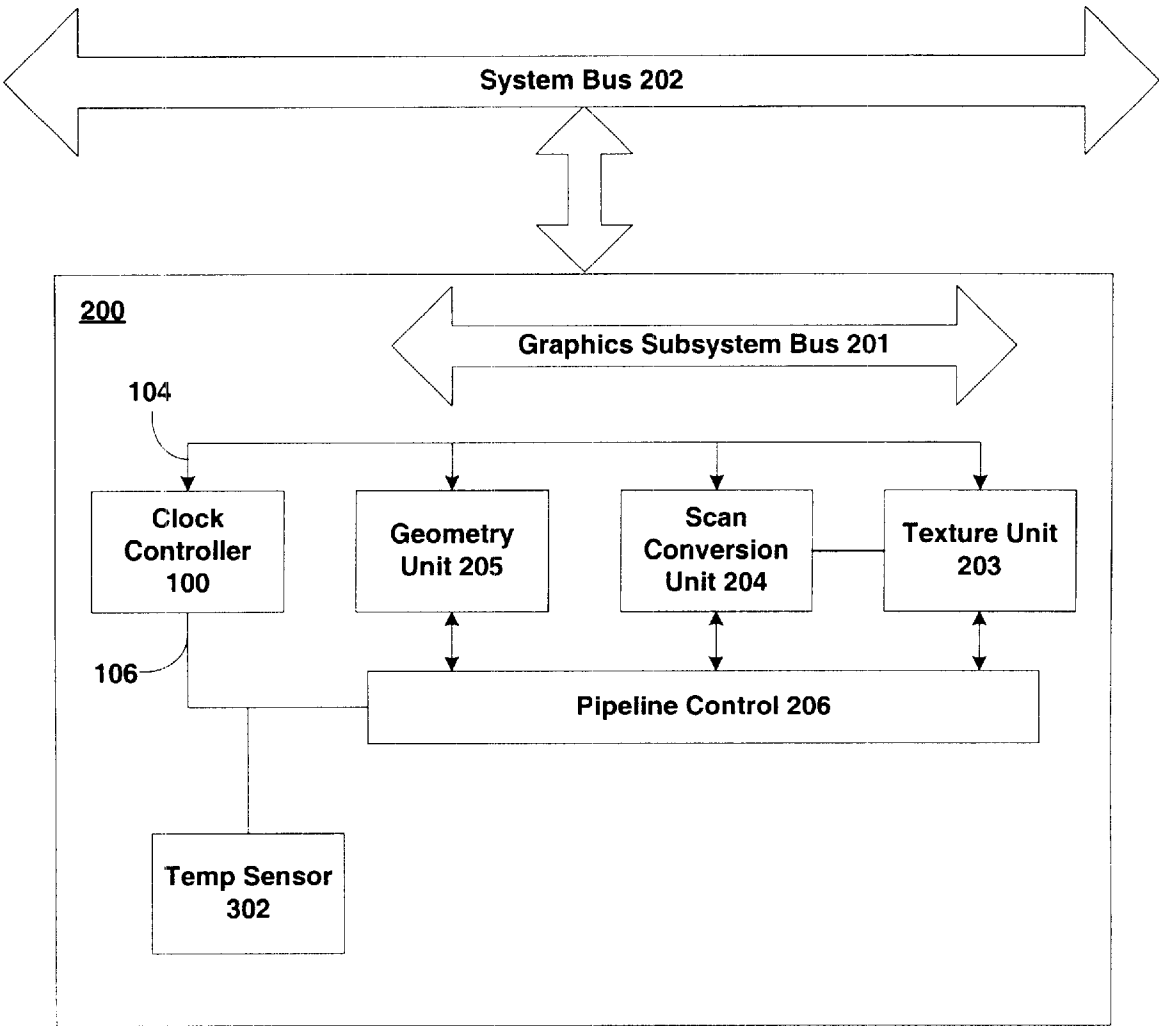 System Bus 202
200
Graphics Subsystem Bus 201
104
Clock
Controller
100
Geometry
Unit 205
Scan
Conversion
Unit 204
Texture Unit
203
106
Pipeline Control 206
Temp Sensor
302